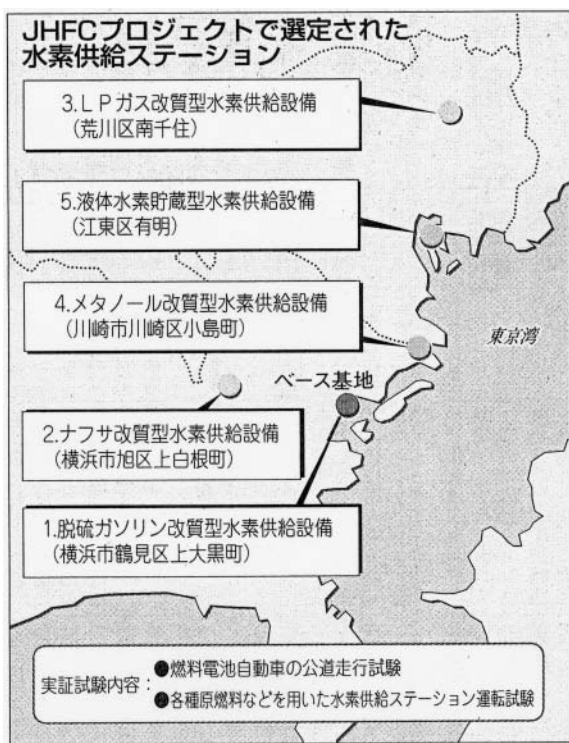 JHFCプロジェクトで選定された
水素供給ステーション
3.LPガス改質型水素供給設備
(荒川区南千住)
5.液体水素貯蔵型水素供給設備
(江東区有明)
4.メタノール改質型水素供給設備
(川崎市川崎区小島町)
東京湾
ベース基地
2.ナフサ改質型水素供給設備
(横浜市旭区上白根町)
1.脱硫ガソリン改質型水素供給設備
(横浜市鶴見区上大黒町)
実証試験内容:
●燃料電池自動車の公道走行試験
●各種原燃料などを用いた水素供給ステーション運転試験